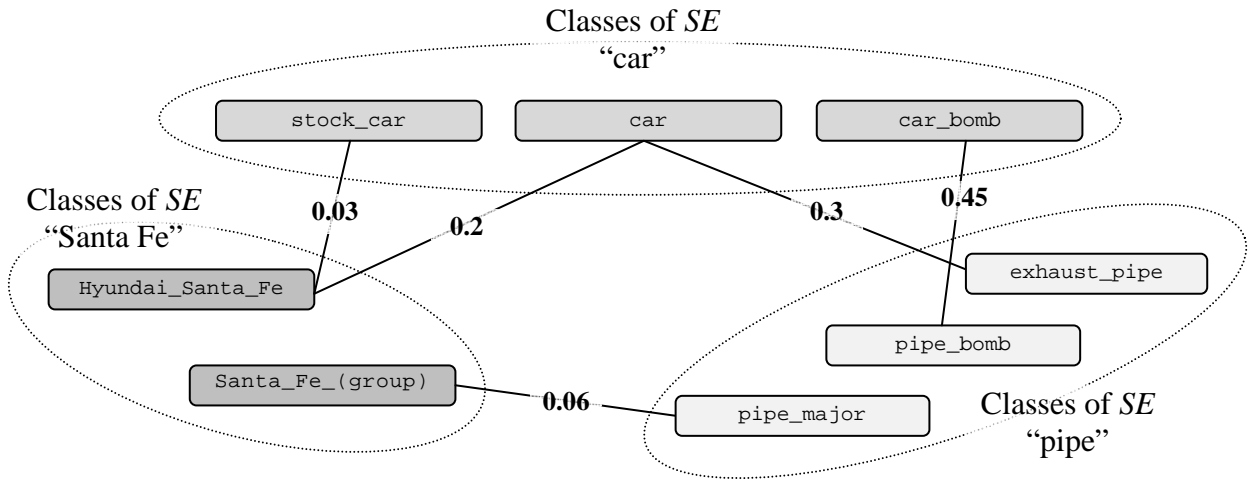 Classes of SE
“car”
stock_car
car
car_bomb
Classes of SE
“Santa Fe”
0.03
0.2
0.3
0.45
Hyundai_Santa_Fe
exhaust_pipe
pipe_bomb
Santa_Fe_(group)
0.06
pipe_major
Classes of SE
“pipe”